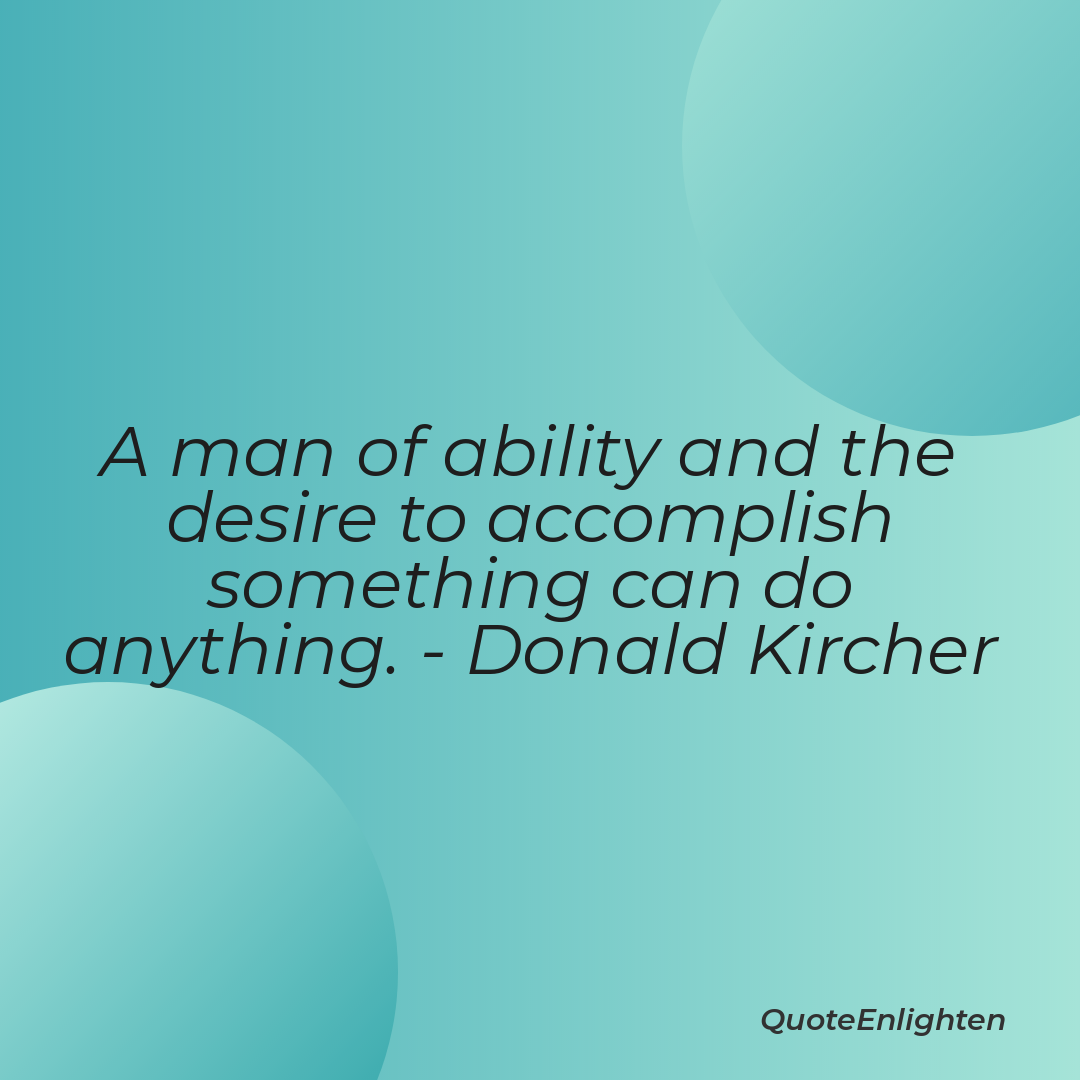 A man of ability and the
desire to accomplish
something can do
anything. - Donald Kircher
QuoteEnlighten